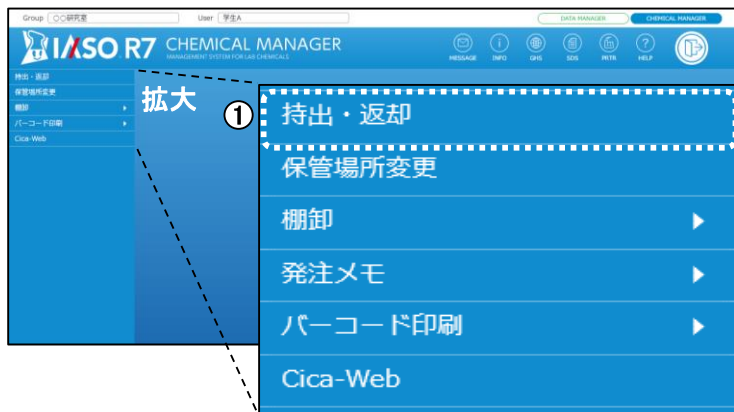 Group ○○研究室 User 学生A DATA MANAGER CHEMICAL MANAGER
IASO R7 CHEMICAL MANAGER
MANAGEMENT SYSTEM FOR LAB CHEMICALS
MESSAGE INFO GHS SDS PRTR HELP
持出・返却
保管場所変更
棚卸
バーコード印刷
Cica-Web
拡大
①
持出・返却
保管場所変更
棚卸
発注メモ
バーコード印刷
Cica-Web